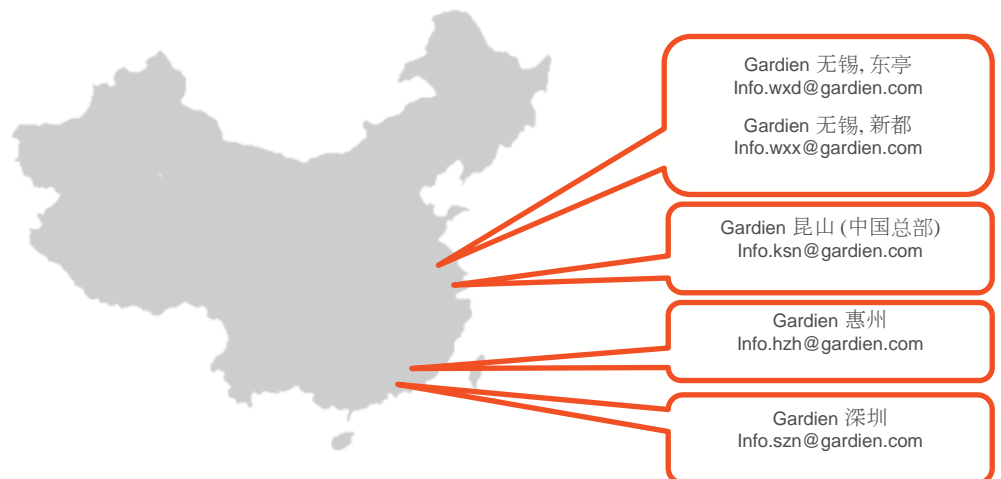 Gardien 无锡, 东亭
Info.wxd@gardien.com
Gardien 无锡, 新都
Info.wxx@gardien.com
Gardien 昆山 (中国总部)
Info.ksn@gardien.com
Gardien 惠州
Info.hzh@gardien.com
Gardien 深圳
Info.szn@gardien.com